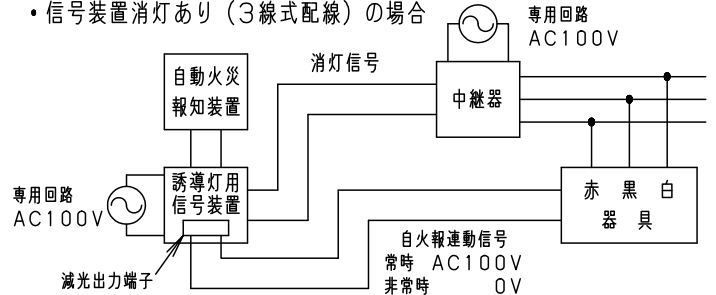 ・信号装置消灯あり（3線式配線）の場合
専用回路
AC100V
自動火災
報知装置
消灯信号
中継器
誘導灯用
信号装置
専用回路
AC100V
赤 黒 白
器 具
自火報連動信号
常時 AC100V
非常時 0V
減光出力端子